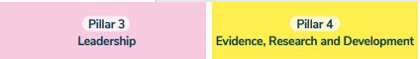 Pillar 3
Leadership
Pillar 4
Evidence, Research and Development